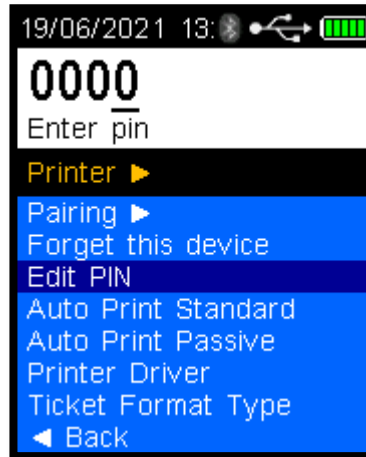 19/06/2021 13:
0000
Enter pin
Printer ►
Pairing ►
Forget this device
Edit PIN
Auto Print Standard
Auto Print Passive
Printer Driver
Ticket Format Type
◄ Back